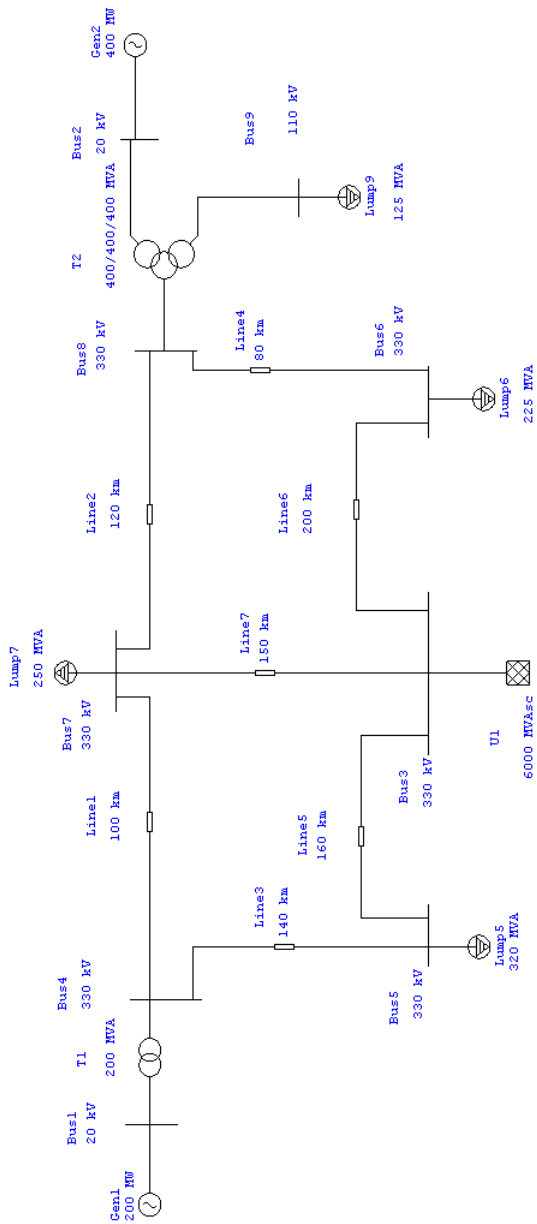 Gen1
200 MW
Bus1
20 kV
T1
200 MVA
Bus4
330 kV
Line1
100 km
Lump7
250 MVA
Bus7
330 kV
Line2
120 km
Bus8
330 kV
T2
400/400/400 MVA
Bus2
20 kV
Gen2
400 MW
Bus9
110 kV
Lump9
125 MVA
Line3
140 km
Line7
150 km
Line4
80 km
Line5
160 km
Line6
200 km
Bus5
330 kV
Lump5
320 MVA
Bus3
330 kV
U1
6000 MVAsc
Bus6
330 kV
Lump6
225 MVA